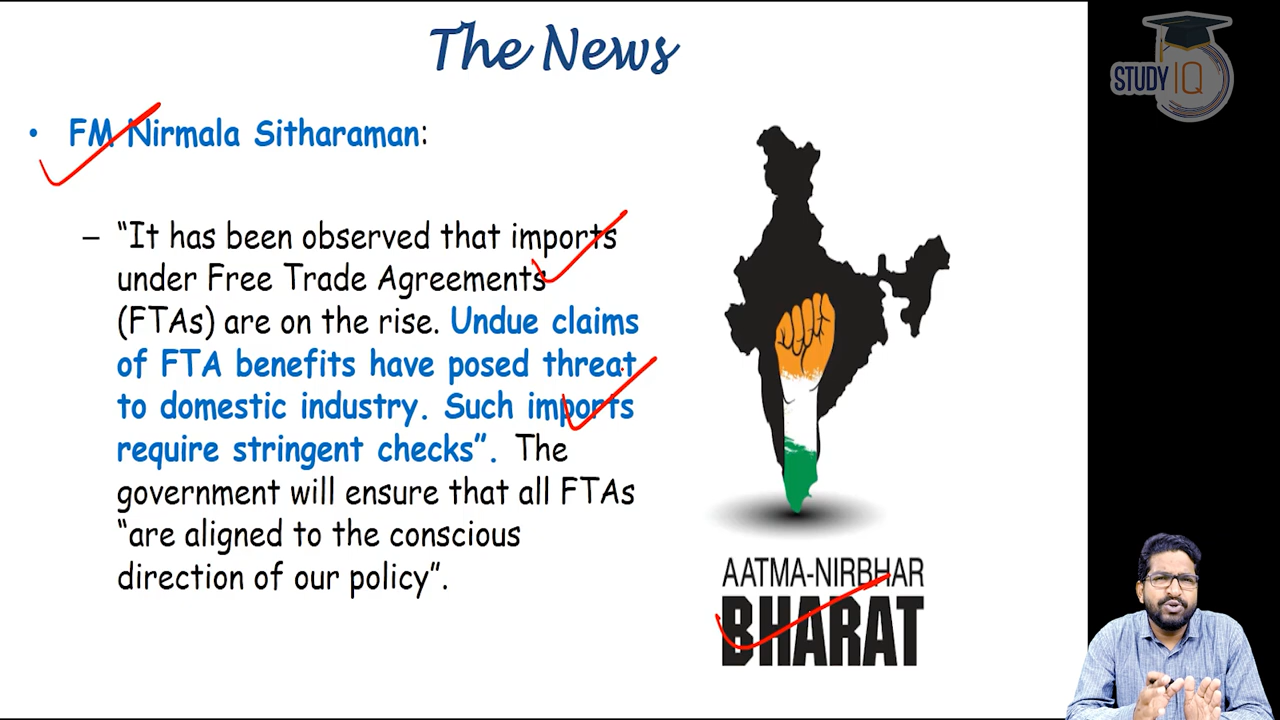 The News
STUDY IQ
• FM Nirmala Sitharaman:
– “It has been observed that imports
under Free Trade Agreements
(FTAs) are on the rise. Undue claims
of FTA benefits have posed threat
to domestic industry. Such imports
require stringent checks”. The
government will ensure that all FTAs
“are aligned to the conscious
direction of our policy”.
AATMA-NIRBHAR
BHARAT